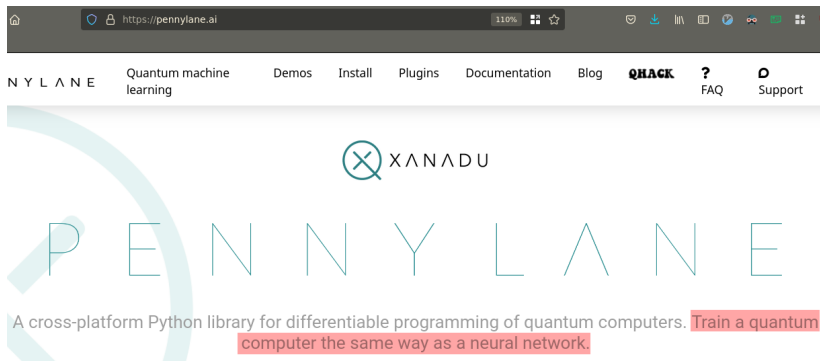 https://pennylane.ai
110%
NYLANE
Quantum machine
learning
Demos
Install
Plugins
Documentation
Blog
QHACK
?
FAQ
Support
XANADU
PENNYLANE
A cross-platform Python library for differentiable programming of quantum computers. Train a quantum
computer the same way as a neural network.